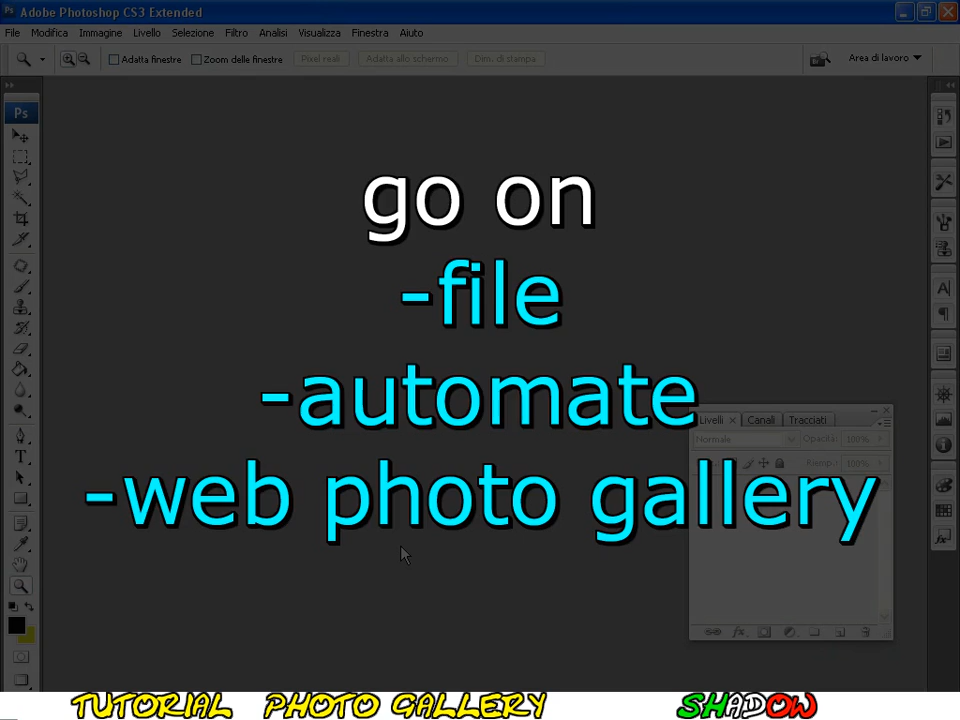 Ps Adobe Photoshop CS3 Extended
File Modifica Immagine Livello Selezione Filtro Analisi Visualizza Finestra Aiuto
Adatta finestre Zoom delle finestre Pixel reali Adatta allo schermo Dim. di stampa Area di lavoro
Ps
go on
-file
-automate
-web photo gallery
Livelli Canali Tracciati
Normale Opacità: 100%
Riemp.: 100%
TUTORIAL PHOTO GALLERY SHADOW